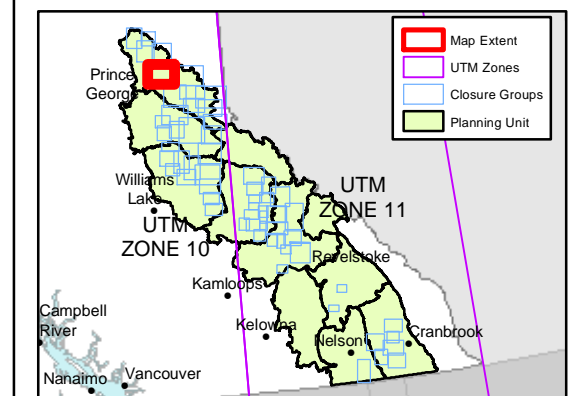 Map Extent
UTM Zones
Closure Groups
Planning Unit
Prince
George
Williams
Lake
UTM
ZONE 10
UTM
ZONE 11
Revelstoke
Kamloops
Campbell
River
Kelowna
Nelson
Cranbrook
Nanaimo
Vancouver